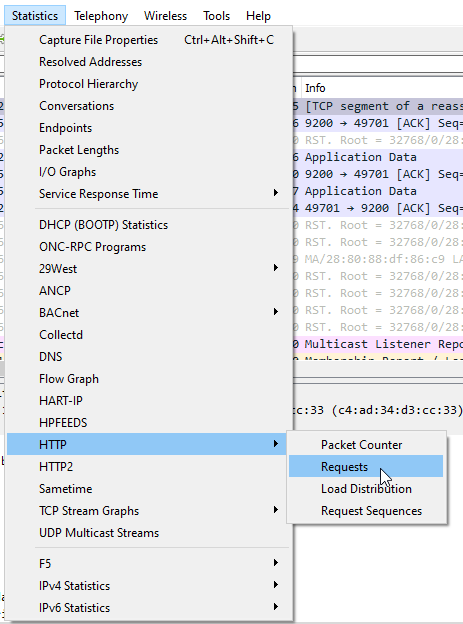 Statistics Telephony Wireless Tools Help
Capture File Properties Ctrl+Alt+Shift+C
Resolved Addresses
Protocol Hierarchy
Conversations
Endpoints
Packet Lengths
I/O Graphs
Service Response Time
DHCP (BOOTP) Statistics
ONC-RPC Programs
29West
ANCP
BACnet
Collectd
DNS
Flow Graph
HART-IP
HPFEEDS
HTTP
HTTP2
Sametime
TCP Stream Graphs
UDP Multicast Streams
F5
IPv4 Statistics
IPv6 Statistics
Packet Counter
Requests
Load Distribution
Request Sequences
Info
5 [TCP segment of a reass
6 9200 → 49701 [ACK] Seq=
0 RST. Root = 32768/0/28:
6 Application Data
0 9200 → 49701 [ACK] Seq=
7 Application Data
4 49701 → 9200 [ACK] Seq=
0 RST. Root = 32768/0/28:
0 RST. Root = 32768/0/28:
9 MA/28:80:88:df:86:c9 LA
0 RST. Root = 32768/0/28:
0 RST. Root = 32768/0/28:
0 RST. Root = 32768/0/28:
0 Multicast Listener Repo
cc:33 (c4:ad:34:d3:cc:33)